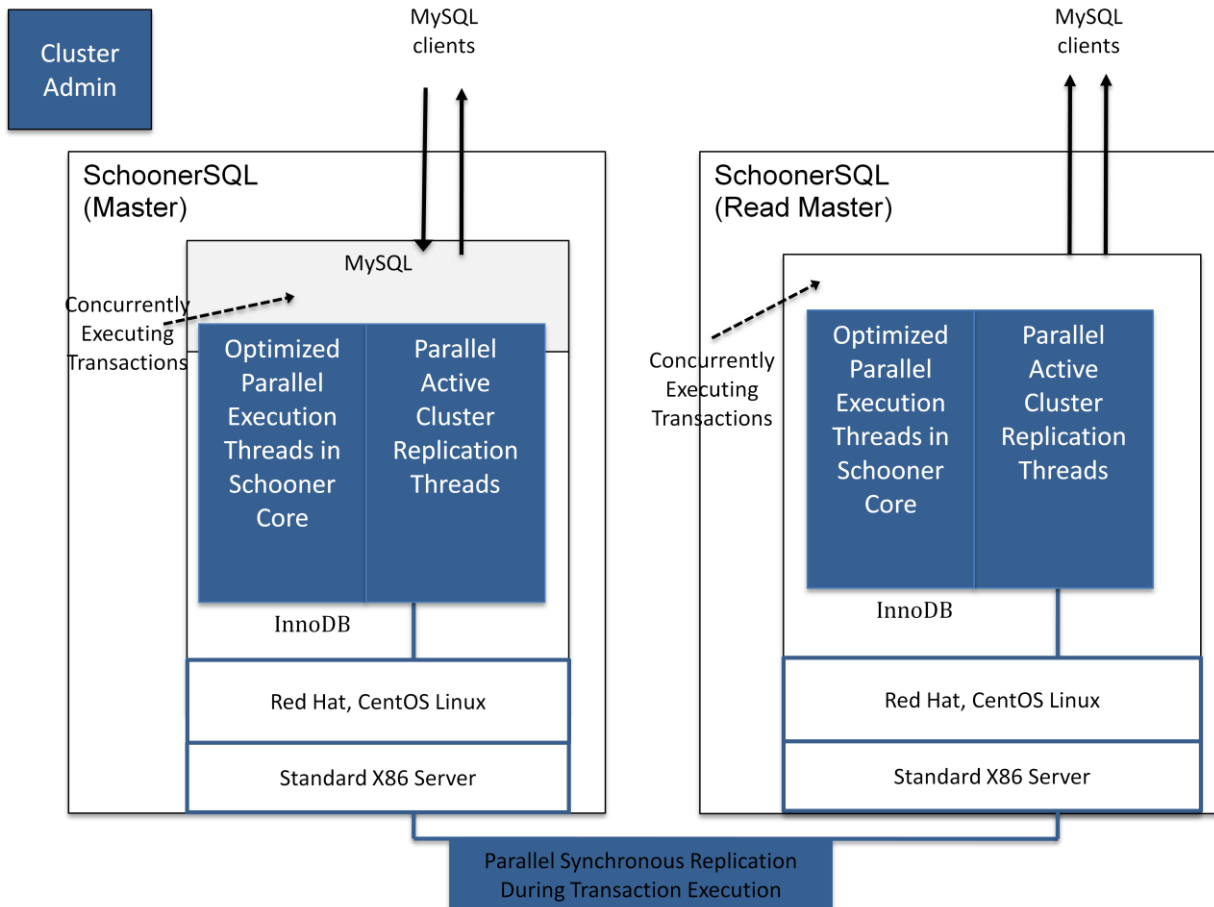 Cluster
Admin
MySQL
clients
MySQL
clients
SchoonerSQL
(Master)
MySQL
Concurrently
Executing
Transactions
Optimized
Parallel
Execution
Threads in
Schooner
Core
Parallel
Active
Cluster
Replication
Threads
InnoDB
Red Hat, CentOS Linux
Standard X86 Server
SchoonerSQL
(Read Master)
Concurrently
Executing
Transactions
Optimized
Parallel
Execution
Threads in
Schooner
Core
Parallel
Active
Cluster
Replication
Threads
InnoDB
Red Hat, CentOS Linux
Standard X86 Server
Parallel Synchronous Replication
During Transaction Execution